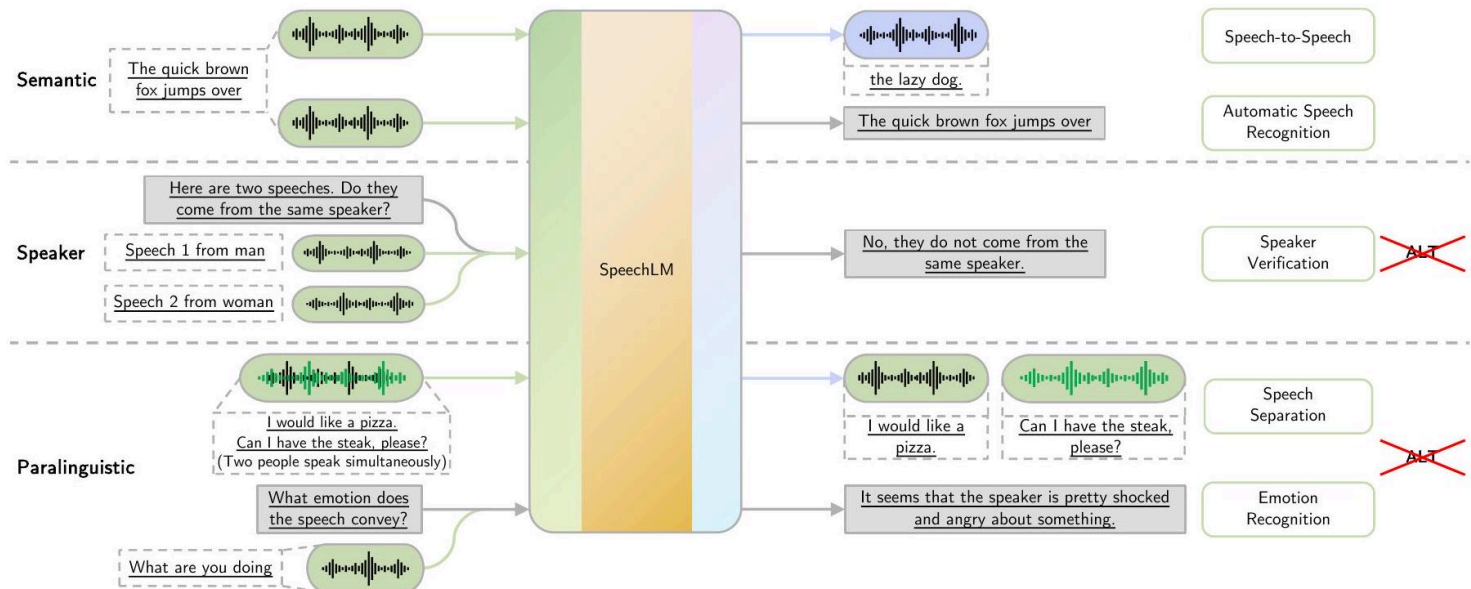 Semantic
The quick brown
fox jumps over
the lazy dog.
The quick brown fox jumps over
Speech-to-Speech
Automatic Speech
Recognition
Speaker
Here are two speeches. Do they
come from the same speaker?
Speech 1 from man
Speech 2 from woman
SpeechLM
No, they do not come from the
same speaker.
Speaker
Verification
ALT
Paralinguistic
I would like a pizza.
Can I have the steak, please?
(Two people speak simultaneously)
I would like a
pizza.
Can I have the steak,
please?
Speech
Separation
ALT
What emotion does
the speech convey?
What are you doing
It seems that the speaker is pretty shocked
and angry about something.
Emotion
Recognition